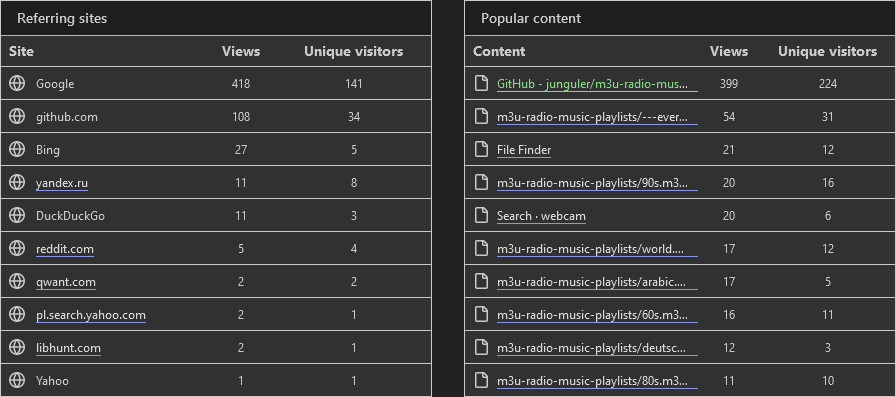 Referring sites
Site Views Unique visitors
Google 418 141
github.com 108 34
Bing 27 5
yandex.ru 11 8
DuckDuckGo 11 3
reddit.com 5 4
qwant.com 2 2
pl.search.yahoo.com 2 1
libhunt.com 2 1
Yahoo 1 1
Popular content
Content Views Unique visitors
GitHub - junguler/m3u-radio-mus... 399 224
m3u-radio-music-playlists/---ever... 54 31
File Finder 21 12
m3u-radio-music-playlists/90s.m3... 20 16
Search · webcam 20 6
m3u-radio-music-playlists/world.... 17 12
m3u-radio-music-playlists/arabic.... 17 5
m3u-radio-music-playlists/60s.m3... 16 11
m3u-radio-music-playlists/deutsc... 12 3
m3u-radio-music-playlists/80s.m3... 11 10